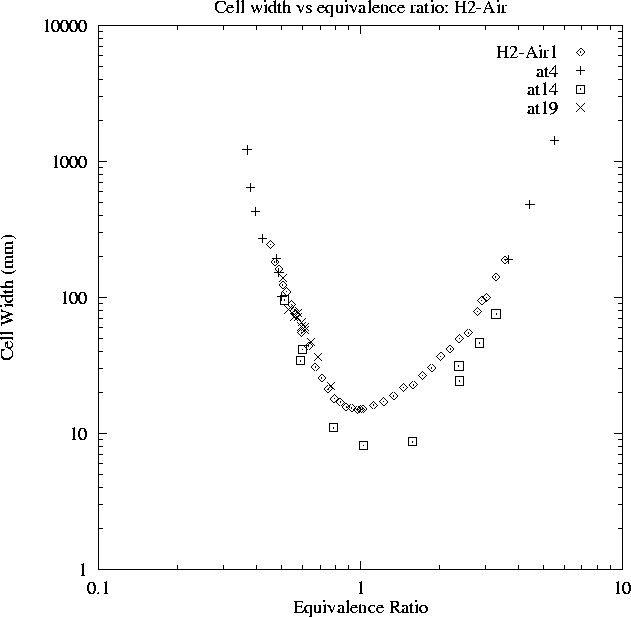 Cell width vs equivalence ratio: H2-Air
10000
1000
100
10
1
Cell Width (mm)
H2-Air1
at4
at14
at19
0.1
1
10
Equivalence Ratio